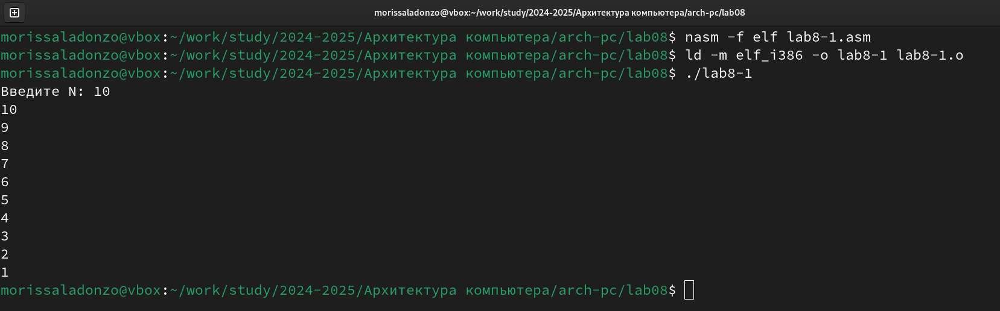 morissaladonzo@vbox:~/work/study/2024-2025/Архитектура компьютера/arch-pc/lab08
morissaladonzo@vbox:~/work/study/2024-2025/Архитектура компьютера/arch-pc/lab08$ nasm -f elf lab8-1.asm
morissaladonzo@vbox:~/work/study/2024-2025/Архитектура компьютера/arch-pc/lab08$ ld -m elf_i386 -o lab8-1 lab8-1.o
morissaladonzo@vbox:~/work/study/2024-2025/Архитектура компьютера/arch-pc/lab08$ ./lab8-1
Введите N: 10
10
9
8
7
6
5
4
3
2
1
morissaladonzo@vbox:~/work/study/2024-2025/Архитектура компьютера/arch-pc/lab08$